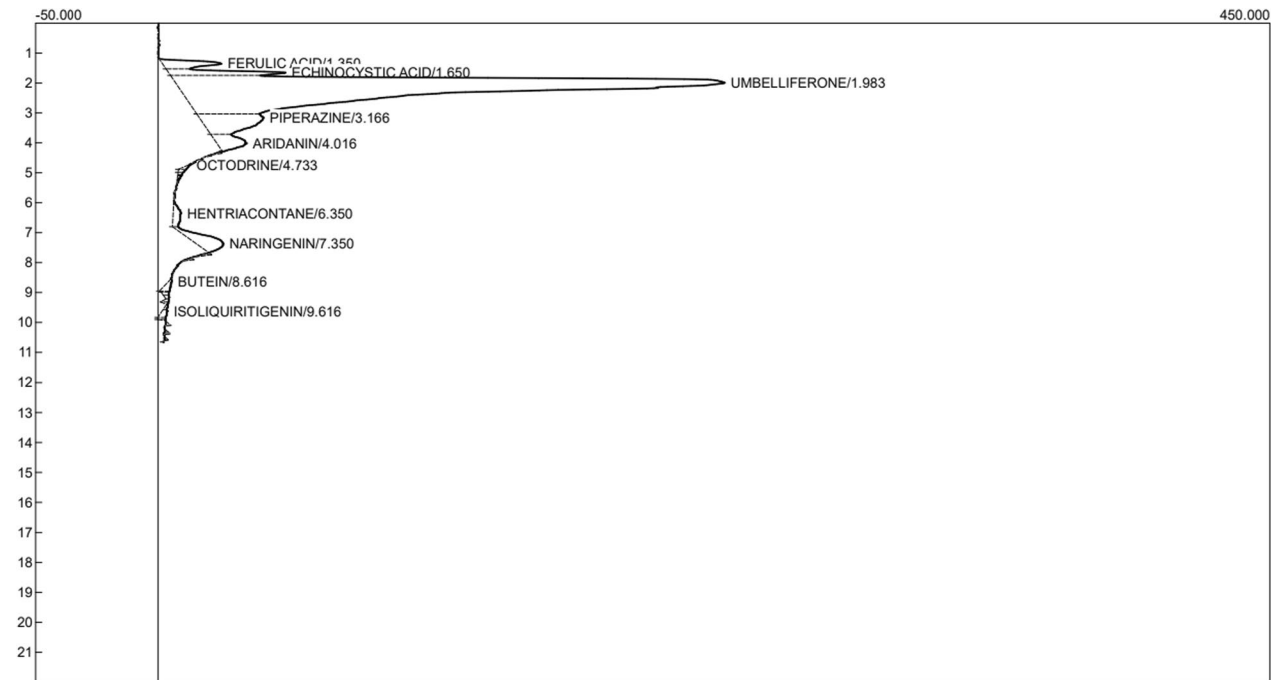 -50.000 450.000
1
FERULIC ACID/1.350
ECHINOCYSTIC ACID/1.650
2
UMBELLIFERONE/1.983
3
PIPERAZINE/3.166
4
ARIDANIN/4.016
OCTODRINE/4.733
5
6
HENTRIACONTANE/6.350
7
NARINGENIN/7.350
8
BUTEIN/8.616
9
ISOLIQUIRITIGENIN/9.616
10
11
12
13
14
15
16
17
18
19
20
21